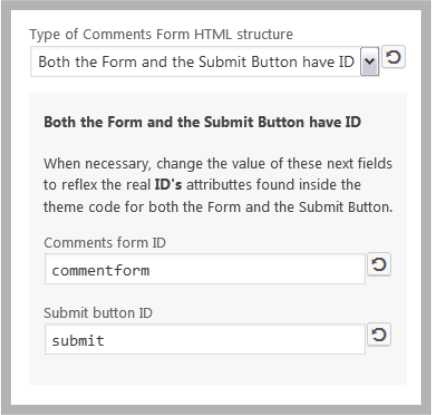 Type of Comments Form HTML structure
Both the Form and the Submit Button have ID
Both the Form and the Submit Button have ID
When necessary, change the value of these next fields
to reflex the real ID's attributtes found inside the
theme code for both the Form and the Submit Button.
Comments form ID
commentform
Submit button ID
submit